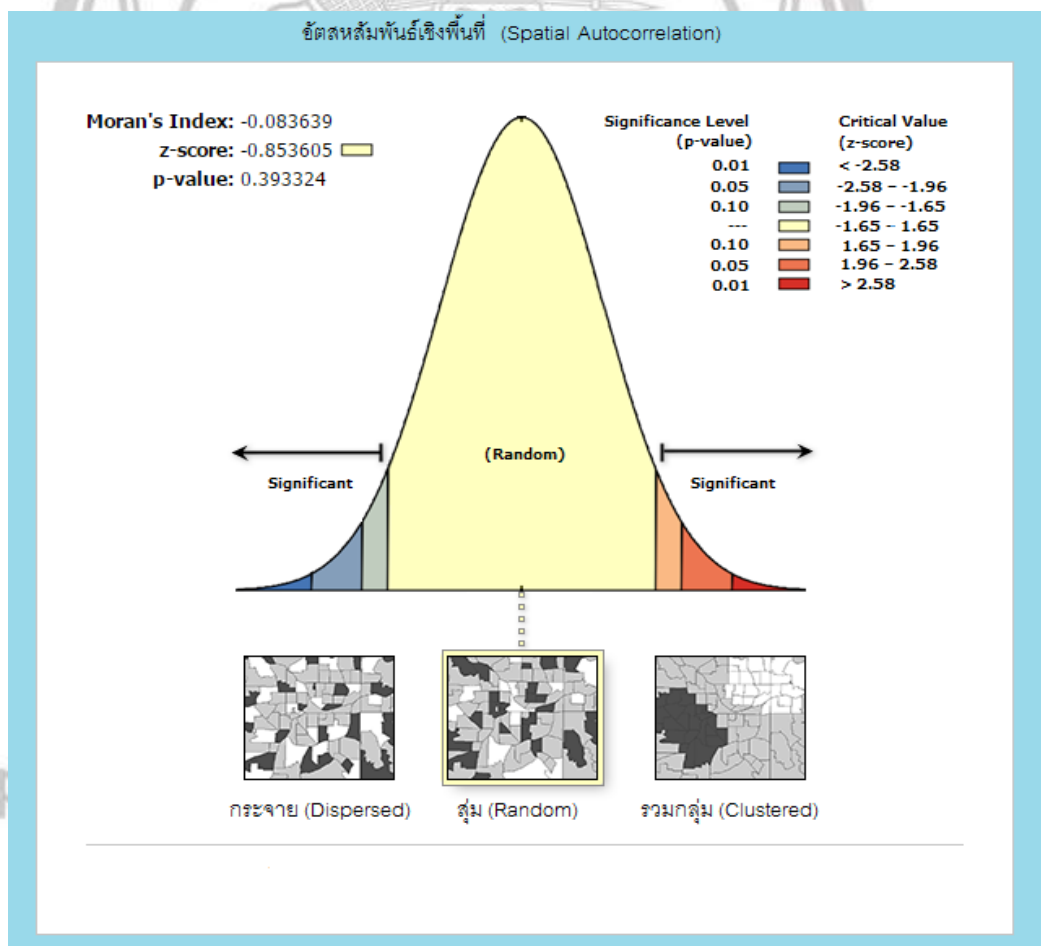 อัตสหสัมพันธ์เชิงพื้นที่ (Spatial Autocorrelation)
Moran's Index: -0.083639
z-score: -0.853605
p-value: 0.393324
Significance Level (p-value)
Critical Value (z-score)
0.01 < -2.58
0.05 -2.58 – -1.96
0.10 -1.96 – -1.65
--- -1.65 – 1.65
0.10 1.65 – 1.96
0.05 1.96 – 2.58
0.01 > 2.58
(Random)
Significant
Significant
กระจาย (Dispersed)
สุ่ม (Random)
รวมกลุ่ม (Clustered)